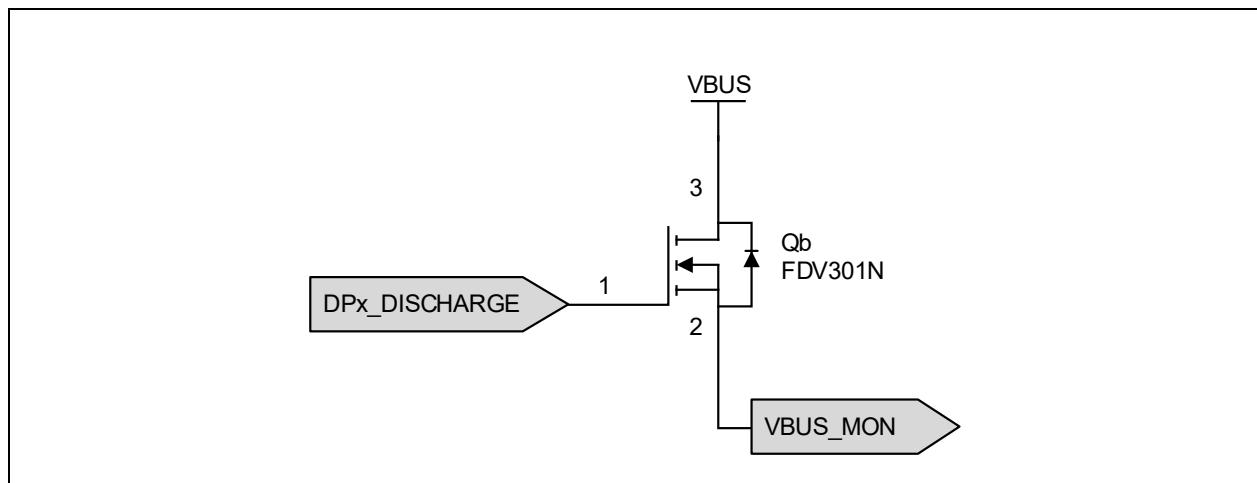 VBUS
3
Qb
FDV301N
DPx_DISCHARGE
1
2
VBUS_MON